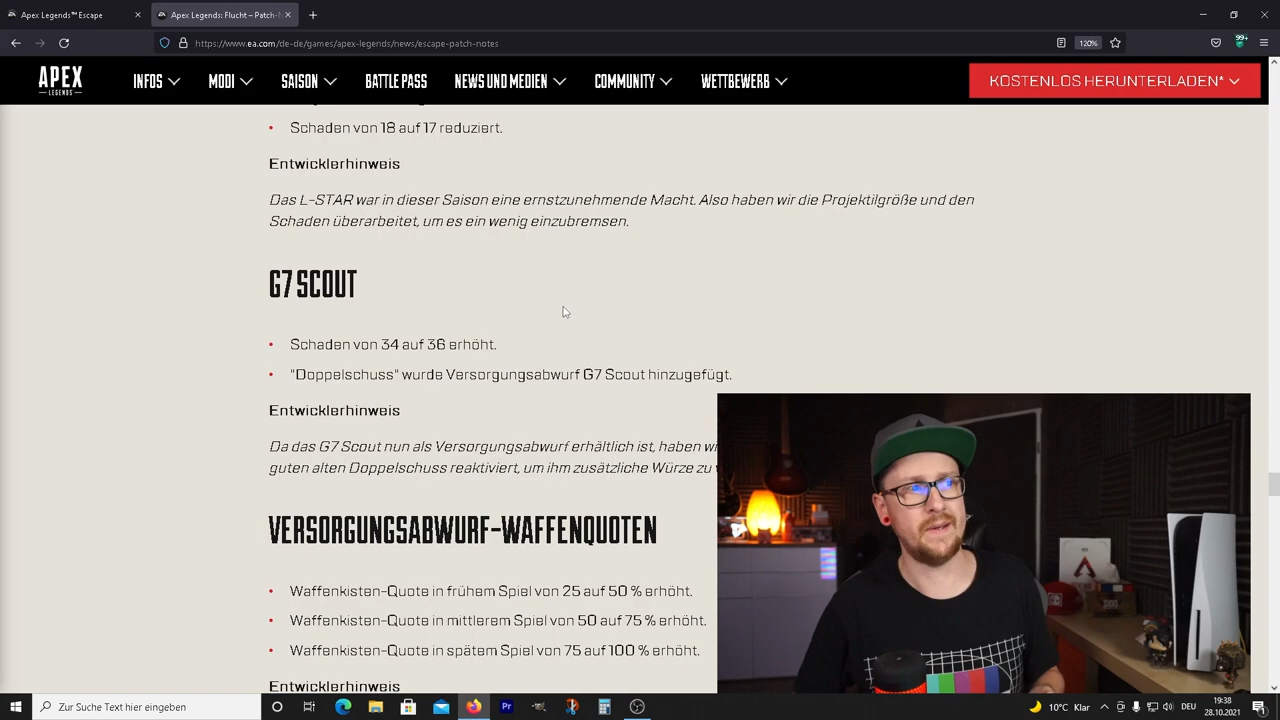 Apex Legends™ Escape
Apex Legends: Flucht – Patch-N
https://www.ea.com/de-de/games/apex-legends/news/escape-patch-notes
120%
99+
APEX
LEGENDS
INFOS
MODI
SAISON
BATTLE PASS
NEWS UND MEDIEN
COMMUNITY
WETTBEWERB
KOSTENLOS HERUNTERLADEN*
• Schaden von 18 auf 17 reduziert.
Entwicklerhinweis
Das L-STAR war in dieser Saison eine ernstzunehmende Macht. Also haben wir die Projektilgröße und den
Schaden überarbeitet, um es ein wenig einzubremsen.
G7 SCOUT
• Schaden von 34 auf 36 erhöht.
• "Doppelschuss" wurde Versorgungsabwurf G7 Scout hinzugefügt.
Entwicklerhinweis
Da das G7 Scout nun als Versorgungsabwurf erhältlich ist, haben
guten alten Doppelschuss reaktiviert, um ihm zusätzliche Würze zu
VERSORGUNGSABWURF-WAFFENQUOTEN
• Waffenkisten-Quote in frühem Spiel von 25 auf 50 % erhöht.
• Waffenkisten-Quote in mittlerem Spiel von 50 auf 75 % erhöht.
• Waffenkisten-Quote in spätem Spiel von 75 auf 100 % erhöht.
Entwicklerhinweis
Zur Suche Text hier eingeben
Pr
10°C Klar
DEU
19:38
28.10.2021